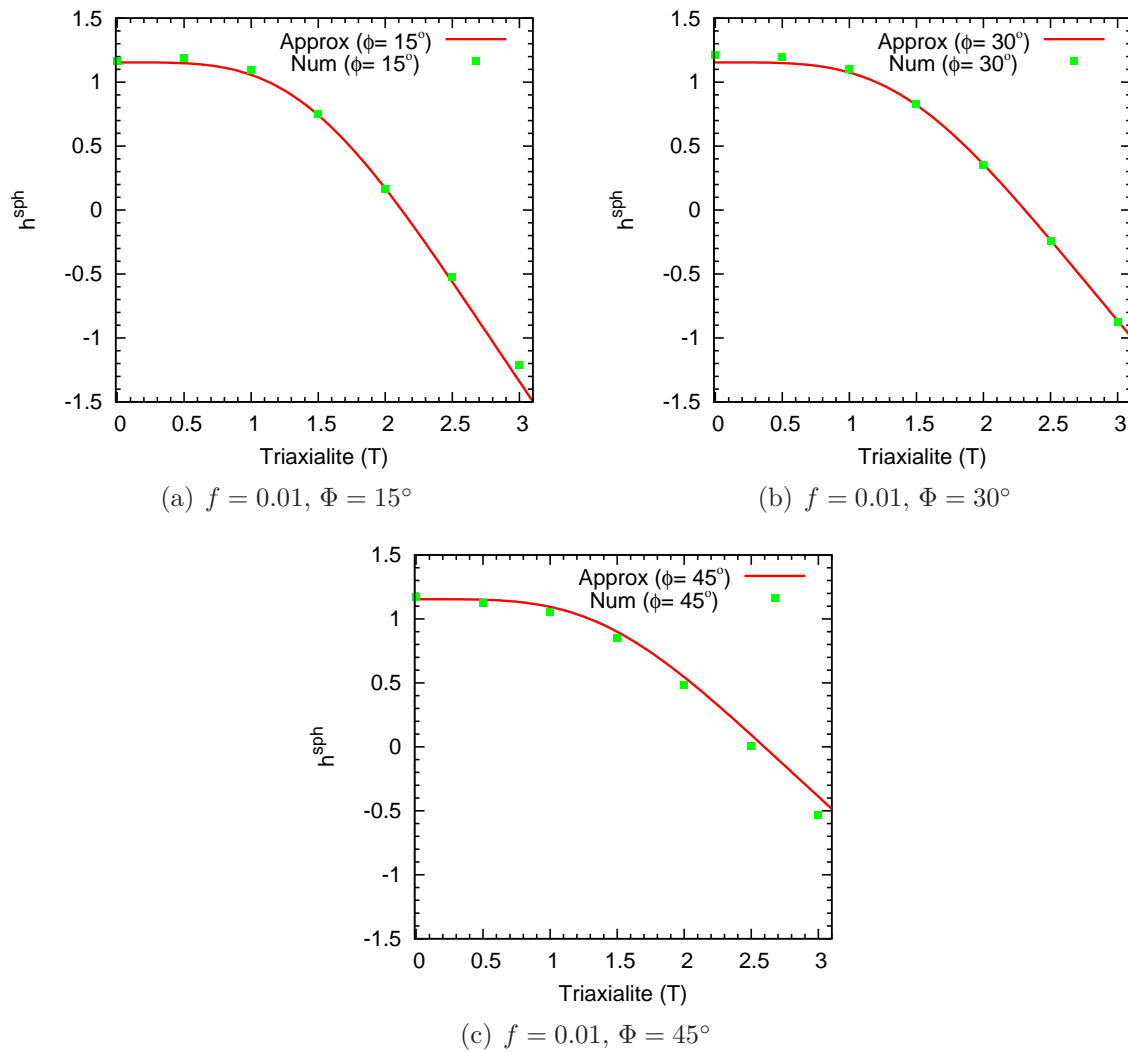 1.5
1
0.5
0
-0.5
-1
-1.5
h^sph
Approx (ϕ= 15°)
Num (ϕ= 15°)
0 0.5 1 1.5 2 2.5 3
Triaxialite (T)
(a) f = 0.01, Φ = 15°
1.5
1
0.5
0
-0.5
-1
-1.5
h^sph
Approx (ϕ= 30°)
Num (ϕ= 30°)
0 0.5 1 1.5 2 2.5 3
Triaxialite (T)
(b) f = 0.01, Φ = 30°
1.5
1
0.5
0
-0.5
-1
-1.5
h^sph
Approx (ϕ= 45°)
Num (ϕ= 45°)
0 0.5 1 1.5 2 2.5 3
Triaxialite (T)
(c) f = 0.01, Φ = 45°